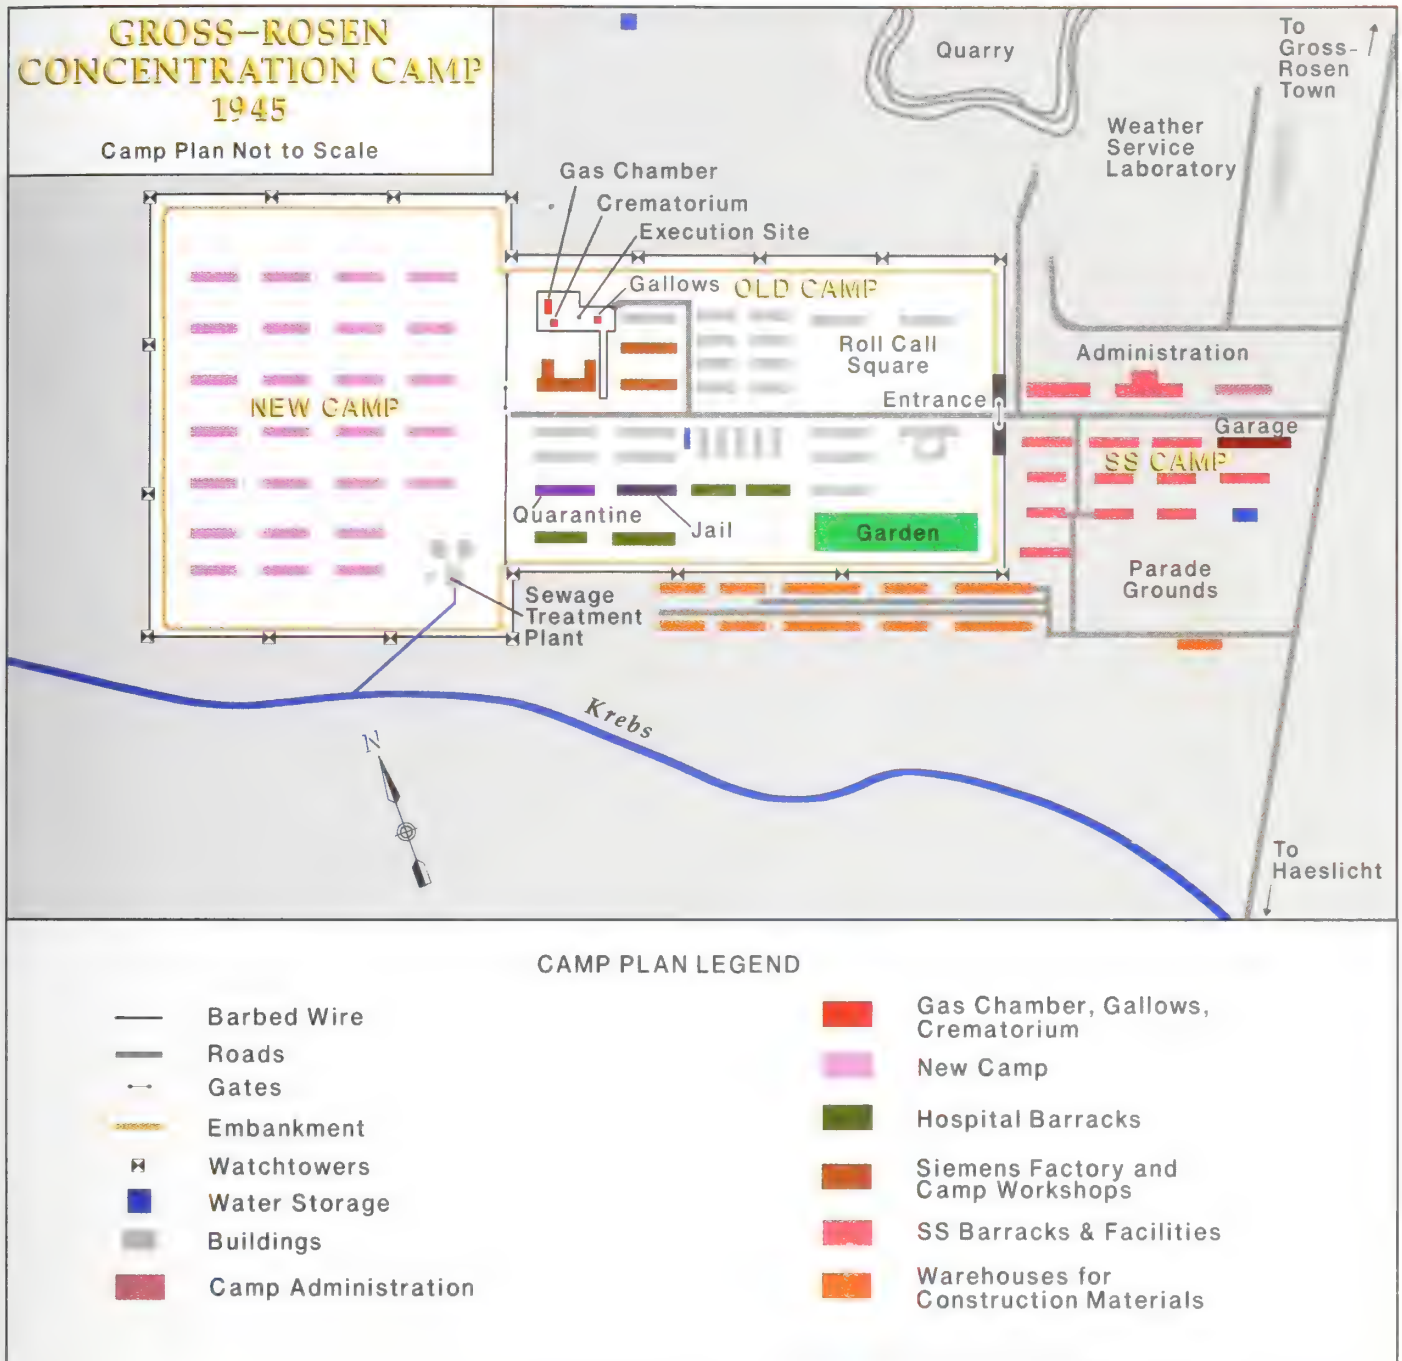 GROSS-ROSEN
CONCENTRATION CAMP
1945
Camp Plan Not to Scale
Quarry
To
Gross-
Rosen
Town
Weather
Service
Laboratory
Gas Chamber
Crematorium
Execution Site
Gallows
OLD CAMP
Roll Call
Square
Entrance
Administration
NEW CAMP
Garage
SS CAMP
Quarantine
Jail
Garden
Parade
Grounds
Sewage
Treatment
Plant
Krebs
N
To
Haeslicht
CAMP PLAN LEGEND
Barbed Wire
Roads
Gates
Embankment
Watchtowers
Water Storage
Buildings
Camp Administration
Gas Chamber, Gallows,
Crematorium
New Camp
Hospital Barracks
Siemens Factory and
Camp Workshops
SS Barracks & Facilities
Warehouses for
Construction Materials